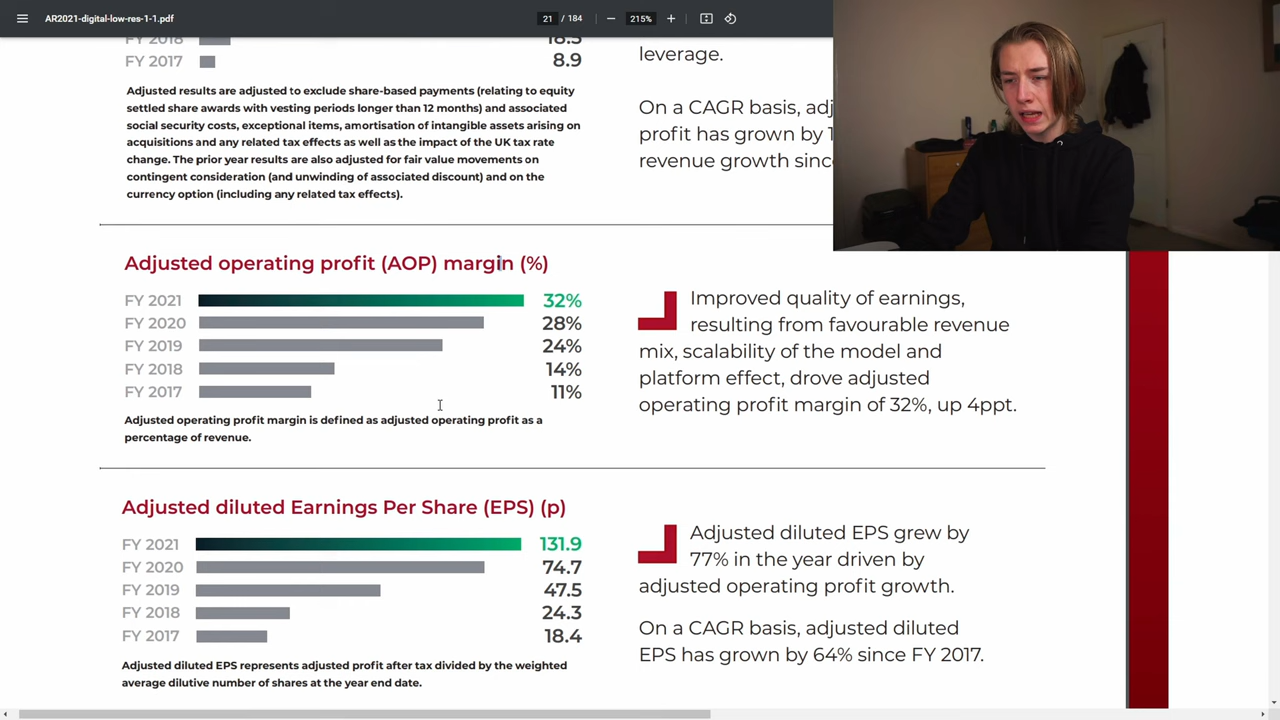 AR2021-digital-low-res-1-1.pdf
21 / 184
215%
FY 2018 18.5
FY 2017 8.9
Adjusted results are adjusted to exclude share-based payments (relating to equity
settled share awards with vesting periods longer than 12 months) and associated
social security costs, exceptional items, amortisation of intangible assets arising on
acquisitions and any related tax effects as well as the impact of the UK tax rate
change. The prior year results are also adjusted for fair value movements on
contingent consideration (and unwinding of associated discount) and on the
currency option (including any related tax effects).
leverage.
On a CAGR basis, adj
profit has grown by 1
revenue growth sinc
Adjusted operating profit (AOP) margin (%)
FY 2021 32%
FY 2020 28%
FY 2019 24%
FY 2018 14%
FY 2017 11%
Adjusted operating profit margin is defined as adjusted operating profit as a
percentage of revenue.
Improved quality of earnings,
resulting from favourable revenue
mix, scalability of the model and
platform effect, drove adjusted
operating profit margin of 32%, up 4ppt.
Adjusted diluted Earnings Per Share (EPS) (p)
FY 2021 131.9
FY 2020 74.7
FY 2019 47.5
FY 2018 24.3
FY 2017 18.4
Adjusted diluted EPS represents adjusted profit after tax divided by the weighted
average dilutive number of shares at the year end date.
Adjusted diluted EPS grew by
77% in the year driven by
adjusted operating profit growth.
On a CAGR basis, adjusted diluted
EPS has grown by 64% since FY 2017.